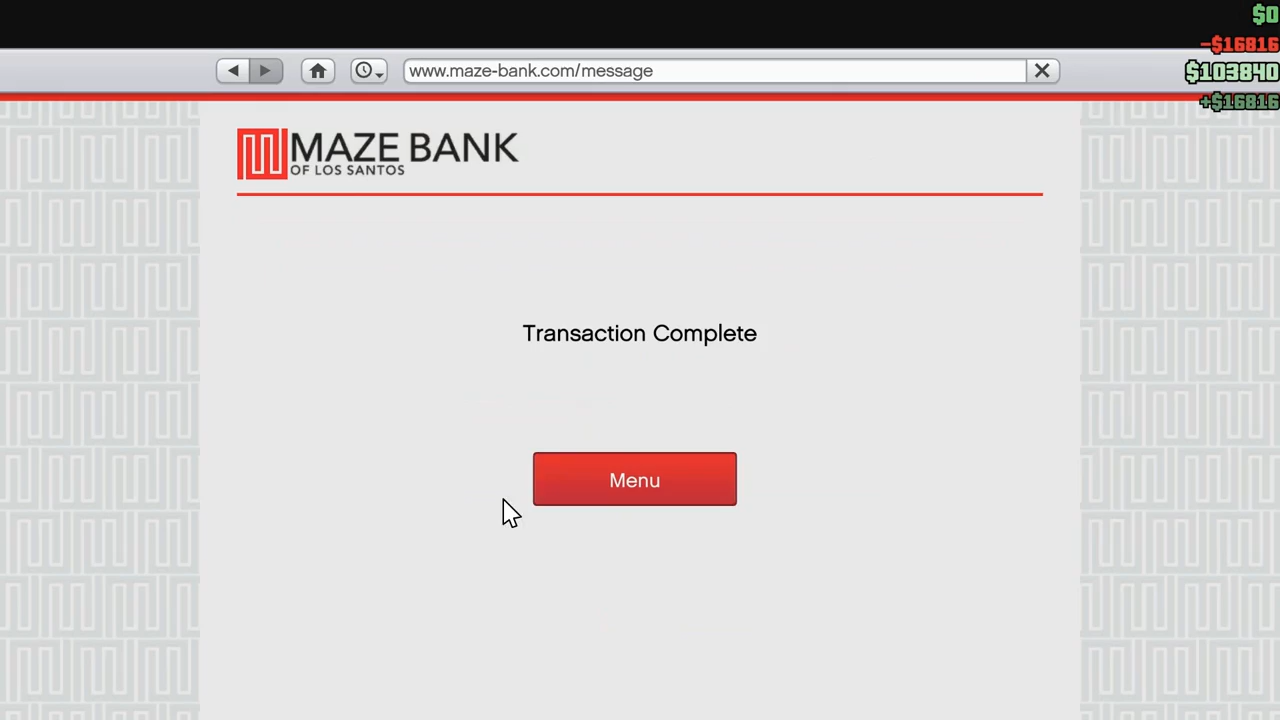 $0
-$16816
www.maze-bank.com/message
$103840
+$16816
MAZE BANK
OF LOS SANTOS
Transaction Complete
Menu